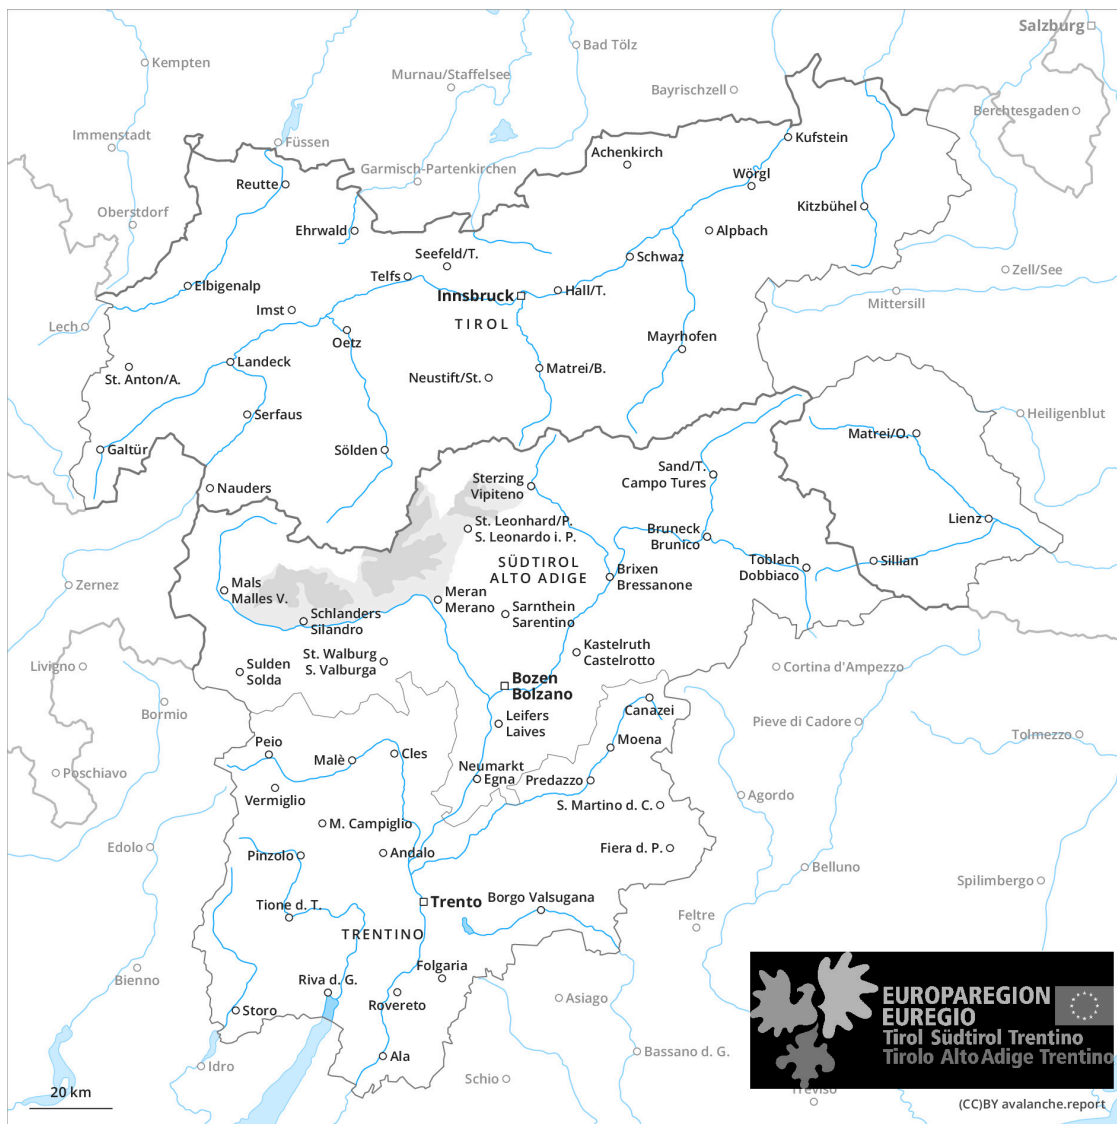 Salzburg
Bad Tölz
Kempten
Murnau/Staffelsee
Bayrischzell
Berchtesgaden
Immenstadt
Füssen
Kufstein
Achenkirch
Garmisch-Partenkirchen
Wörgl
Reutte
Kitzbühel
Oberstdorf
Ehrwald
Alpbach
Seefeld/T.
Schwaz
Telfs
Zell/See
Elbigenalp
Hall/T.
Innsbruck
Mittersill
Imst
TIROL
Lech
Oetz
Mayrhofen
Landeck
Matrei/B.
St. Anton/A.
Neustift/St.
Serfaus
Heiligenblut
Matrei/O.
Galtür
Sölden
Sand/T.
Campo Tures
Sterzing
Vipiteno
Nauders
Lienz
St. Leonhard/P.
S. Leonardo i. P.
Bruneck
Brunico
SÜDTIROL
ALTO ADIGE
Toblach
Dobbiaco
Sillian
Brixen
Bressanone
Zernez
Mals
Malles V.
Meran
Merano
Schlanders
Silandro
Sarnthein
Sarentino
Kastelruth
Castelrotto
St. Walburg
S. Valburga
Livigno
Sulden
Solda
Cortina d'Ampezzo
Bozen
Bolzano
Canazei
Bormio
Leifers
Laives
Pieve di Cadore
Tolmezzo
Moena
Peio
Cles
Malè
Neumarkt
Egna
Predazzo
Poschiavo
Vermiglio
S. Martino d. C.
Agordo
M. Campiglio
Edolo
Pinzolo
Andalo
Fiera d. P.
Belluno
Spilimbergo
Trento
Borgo Valsugana
Tione d. T.
Feltre
TRENTINO
Folgaria
Bienno
Riva d. G.
Rovereto
Asiago
Storo
EUROPAREGION
EUREGIO
Tirol Südtirol Trentino
Tirolo Alto Adige Trentino
Ala
Bassano d. G.
Idro
Schio
Treviso
20 km
(CC)BY avalanche.report